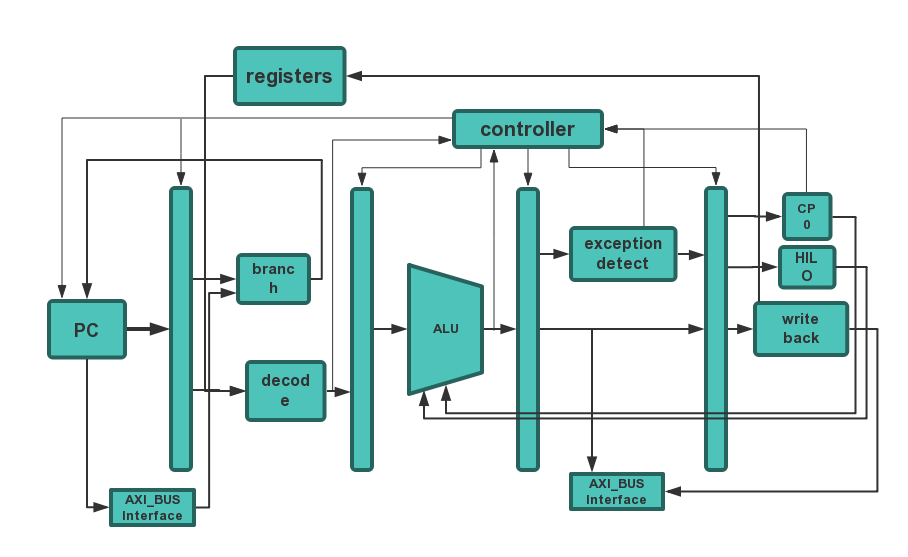 registers
controller
CP
0
exception
detect
branc
h
HIL
O
PC
ALU
write
back
decod
e
AXI_BUS
Interface
AXI_BUS
Interface